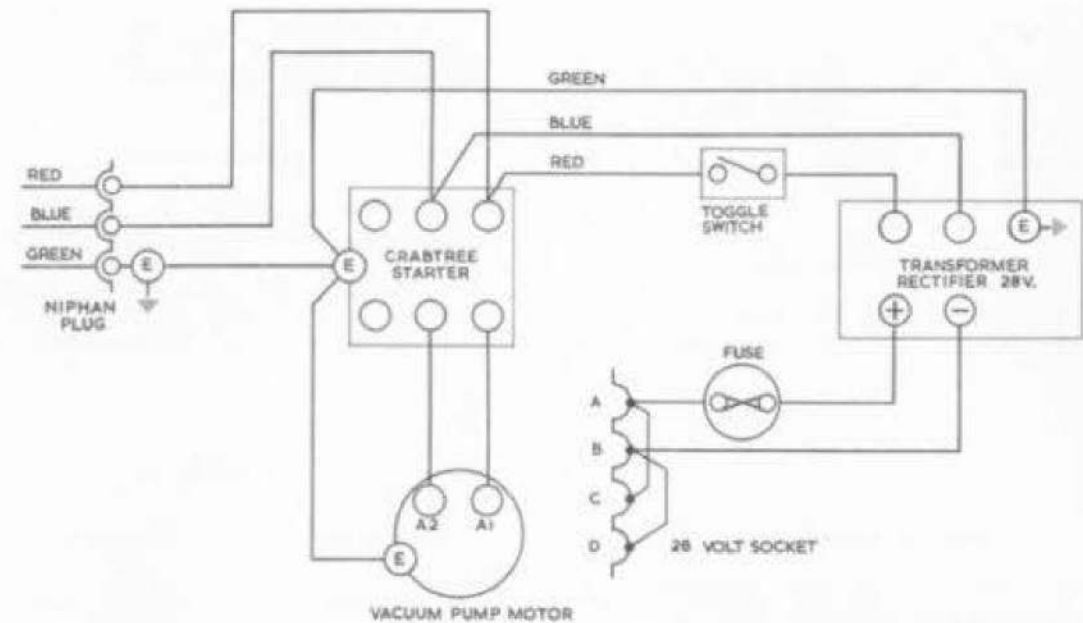 GREEN
BLUE
RED
RED
BLUE
GREEN
E
NIPHAN
PLUG
E
CRABTREE
STARTER
TOGGLE
SWITCH
E
TRANSFORMER
RECTIFIER 28V.
+
−
FUSE
A
B
C
D
28 VOLT SOCKET
A2
A1
E
VACUUM PUMP MOTOR